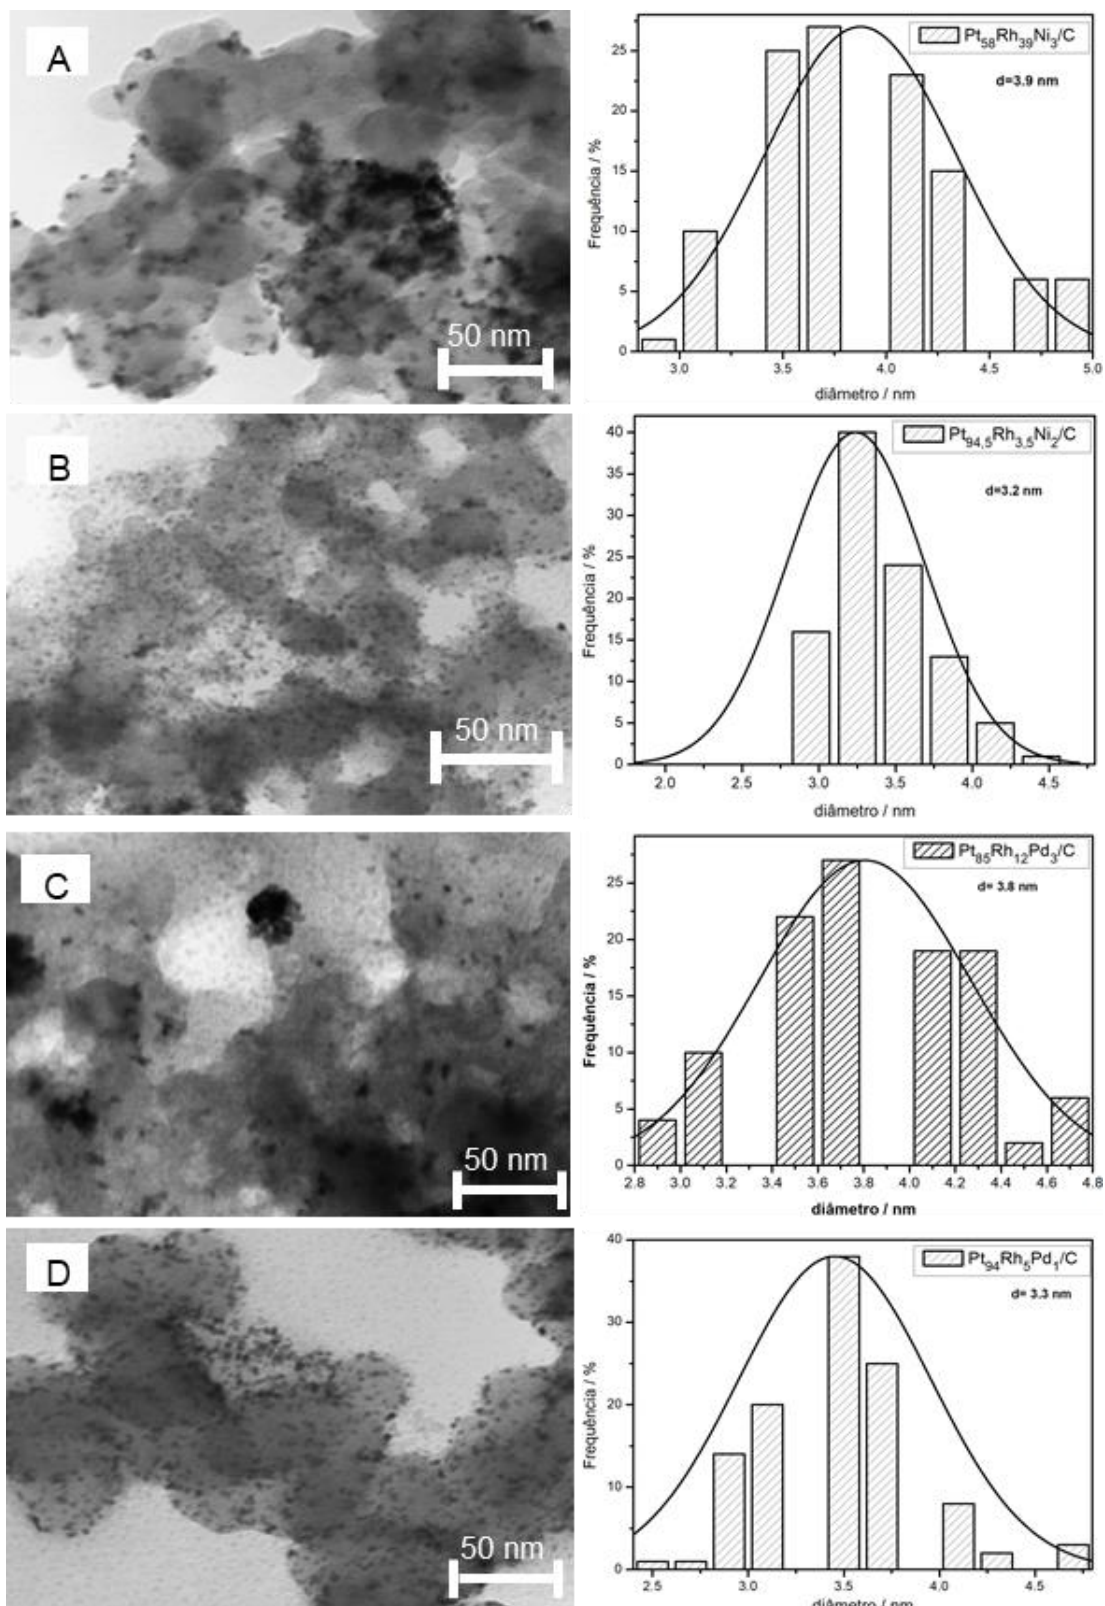 A
50 nm
Pt58Rh39Ni3/C
d=3.9 nm
Frequência / %
0 5 10 15 20 25
3.0 3.5 4.0 4.5 5.0
diâmetro / nm
B
50 nm
Pt94,5Rh3,5Ni2/C
d=3.2 nm
Frequência / %
0 5 10 15 20 25 30 35 40
2.0 2.5 3.0 3.5 4.0 4.5
diâmetro / nm
C
50 nm
Pt85Rh12Pd3/C
d= 3.8 nm
Frequência / %
0 5 10 15 20 25
2.8 3.0 3.2 3.4 3.6 3.8 4.0 4.2 4.4 4.6 4.8
diâmetro / nm
D
50 nm
Pt94Rh5Pd1/C
d= 3.3 nm
Frequência / %
0 10 20 30 40
2.5 3.0 3.5 4.0 4.5
diâmetro / nm